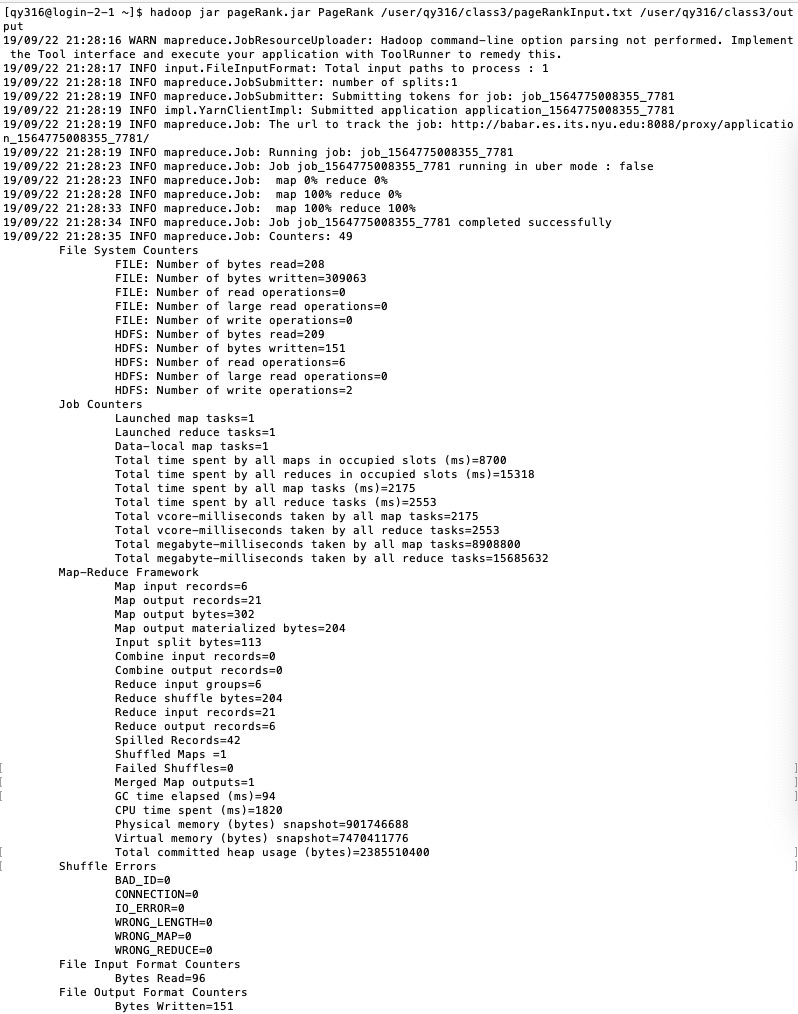 [qy316@login-2-1 ~]$ hadoop jar pageRank.jar PageRank /user/qy316/class3/pageRankInput.txt /user/qy316/class3/out
put
19/09/22 21:28:16 WARN mapreduce.JobResourceUploader: Hadoop command-line option parsing not performed. Implement
 the Tool interface and execute your application with ToolRunner to remedy this.
19/09/22 21:28:17 INFO input.FileInputFormat: Total input paths to process : 1
19/09/22 21:28:18 INFO mapreduce.JobSubmitter: number of splits:1
19/09/22 21:28:19 INFO mapreduce.JobSubmitter: Submitting tokens for job: job_1564775008355_7781
19/09/22 21:28:19 INFO impl.YarnClientImpl: Submitted application application_1564775008355_7781
19/09/22 21:28:19 INFO mapreduce.Job: The url to track the job: http://babar.es.its.nyu.edu:8088/proxy/applicatio
n_1564775008355_7781/
19/09/22 21:28:19 INFO mapreduce.Job: Running job: job_1564775008355_7781
19/09/22 21:28:23 INFO mapreduce.Job: Job job_1564775008355_7781 running in uber mode : false
19/09/22 21:28:23 INFO mapreduce.Job:  map 0% reduce 0%
19/09/22 21:28:28 INFO mapreduce.Job:  map 100% reduce 0%
19/09/22 21:28:33 INFO mapreduce.Job:  map 100% reduce 100%
19/09/22 21:28:34 INFO mapreduce.Job: Job job_1564775008355_7781 completed successfully
19/09/22 21:28:35 INFO mapreduce.Job: Counters: 49
File System Counters
FILE: Number of bytes read=208
FILE: Number of bytes written=309063
FILE: Number of read operations=0
FILE: Number of large read operations=0
FILE: Number of write operations=0
HDFS: Number of bytes read=209
HDFS: Number of bytes written=151
HDFS: Number of read operations=6
HDFS: Number of large read operations=0
HDFS: Number of write operations=2
Job Counters
Launched map tasks=1
Launched reduce tasks=1
Data-local map tasks=1
Total time spent by all maps in occupied slots (ms)=8700
Total time spent by all reduces in occupied slots (ms)=15318
Total time spent by all map tasks (ms)=2175
Total time spent by all reduce tasks (ms)=2553
Total vcore-milliseconds taken by all map tasks=2175
Total vcore-milliseconds taken by all reduce tasks=2553
Total megabyte-milliseconds taken by all map tasks=8908800
Total megabyte-milliseconds taken by all reduce tasks=15685632
Map-Reduce Framework
Map input records=6
Map output records=21
Map output bytes=302
Map output materialized bytes=204
Input split bytes=113
Combine input records=0
Combine output records=0
Reduce input groups=6
Reduce shuffle bytes=204
Reduce input records=21
Reduce output records=6
Spilled Records=42
Shuffled Maps =1
[ Failed Shuffles=0 ]
[ Merged Map outputs=1 ]
[ GC time elapsed (ms)=94 ]
CPU time spent (ms)=1820
Physical memory (bytes) snapshot=901746688
Virtual memory (bytes) snapshot=7470411776
[ Total committed heap usage (bytes)=2385510400 ]
[ Shuffle Errors ]
BAD_ID=0
CONNECTION=0
IO_ERROR=0
WRONG_LENGTH=0
WRONG_MAP=0
WRONG_REDUCE=0
File Input Format Counters
Bytes Read=96
File Output Format Counters
Bytes Written=151